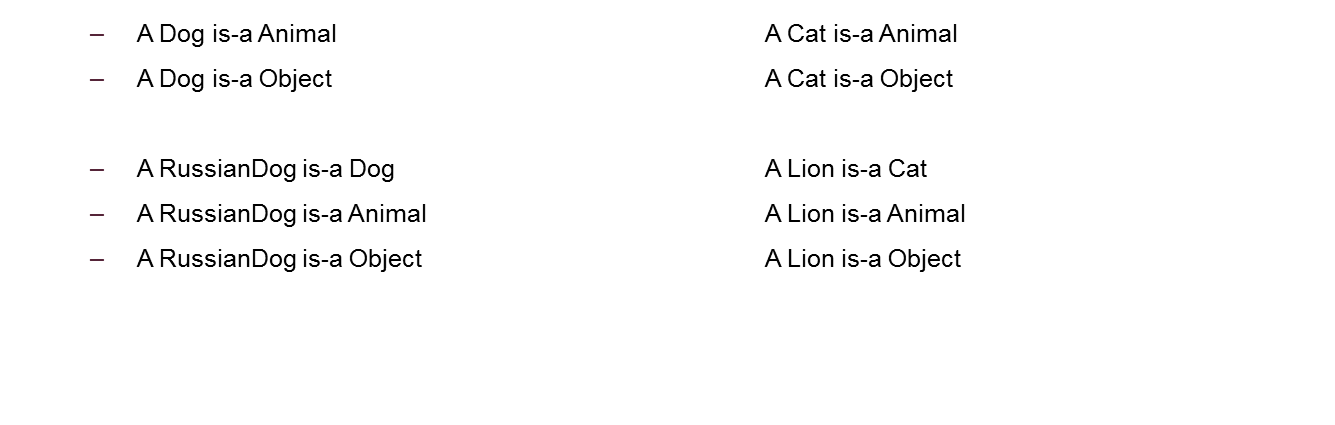 – A Dog is-a Animal A Cat is-a Animal
– A Dog is-a Object A Cat is-a Object
– A RussianDog is-a Dog A Lion is-a Cat
– A RussianDog is-a Animal A Lion is-a Animal
– A RussianDog is-a Object A Lion is-a Object